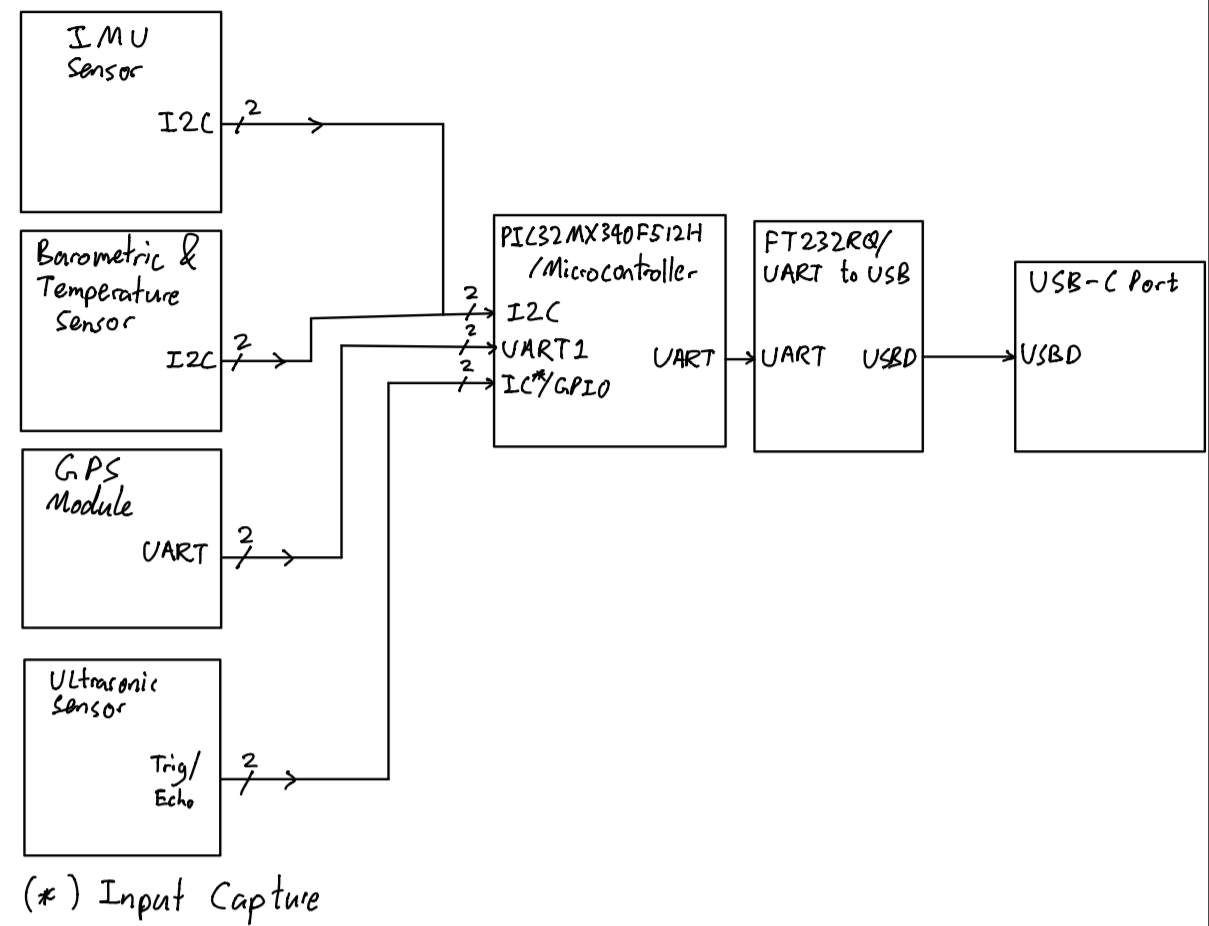 IMU
Sensor
I2C
2
Barometric &
Temperature
Sensor
I2C
2
GPS
Module
UART
2
Ultrasonic
Sensor
Trig/
Echo
2
PIC32MX340F512H
/Microcontroller
2
I2C
2
UART1
2
IC*/GPIO
UART
FT232RQ/
UART to USB
UART
USBD
USB-C Port
USBD
(*) Input Capture